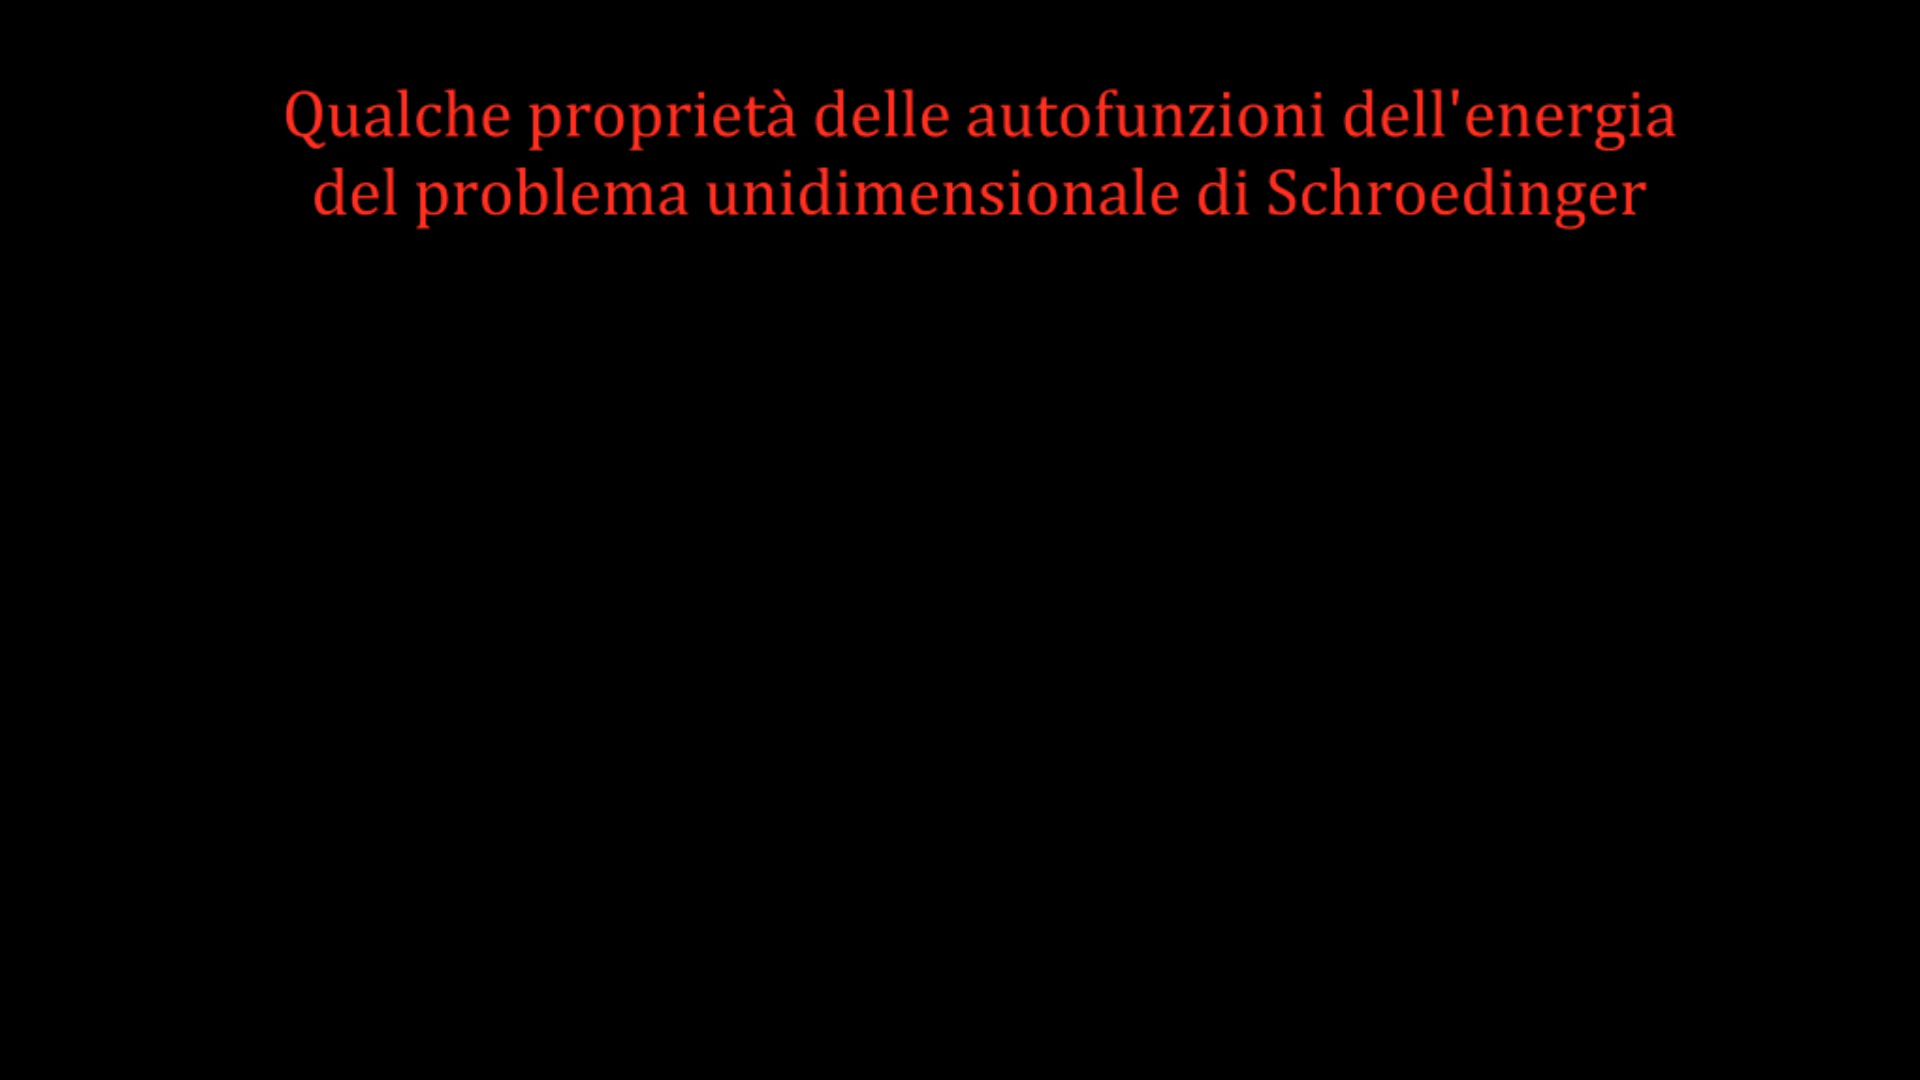 Qualche proprietà delle autofunzioni dell'energia
del problema unidimensionale di Schroedinger